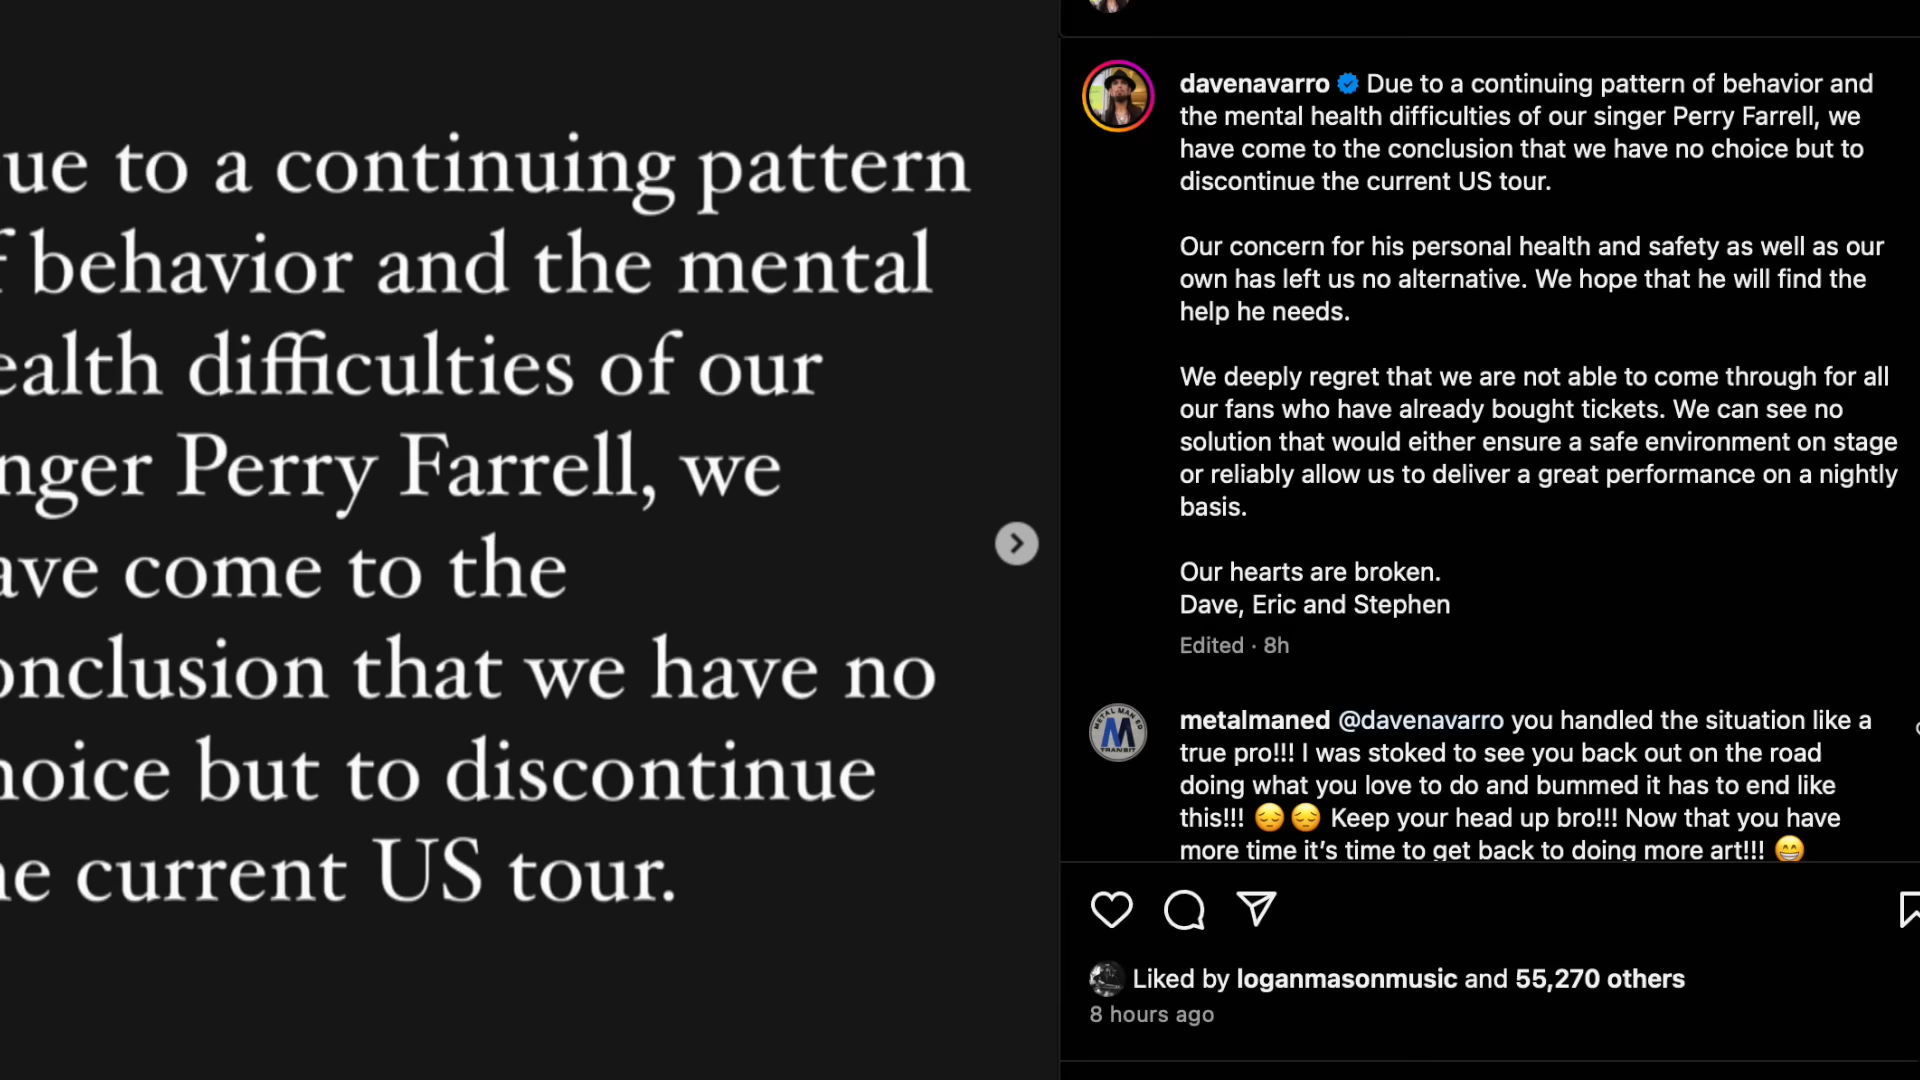 ue to a continuing pattern
f behavior and the mental
ealth difficulties of our
nger Perry Farrell, we
ave come to the
onclusion that we have no
hoice but to discontinue
he current US tour.
davenavarro Due to a continuing pattern of behavior and
the mental health difficulties of our singer Perry Farrell, we
have come to the conclusion that we have no choice but to
discontinue the current US tour.
Our concern for his personal health and safety as well as our
own has left us no alternative. We hope that he will find the
help he needs.
We deeply regret that we are not able to come through for all
our fans who have already bought tickets. We can see no
solution that would either ensure a safe environment on stage
or reliably allow us to deliver a great performance on a nightly
basis.
Our hearts are broken.
Dave, Eric and Stephen
Edited · 8h
METAL MAN ED
M
TRANSIT
metalmaned @davenavarro you handled the situation like a
true pro!!! I was stoked to see you back out on the road
doing what you love to do and bummed it has to end like
this!!! 😔😔 Keep your head up bro!!! Now that you have
more time it’s time to get back to doing more art!!! 😁
Liked by loganmasonmusic and 55,270 others
8 hours ago